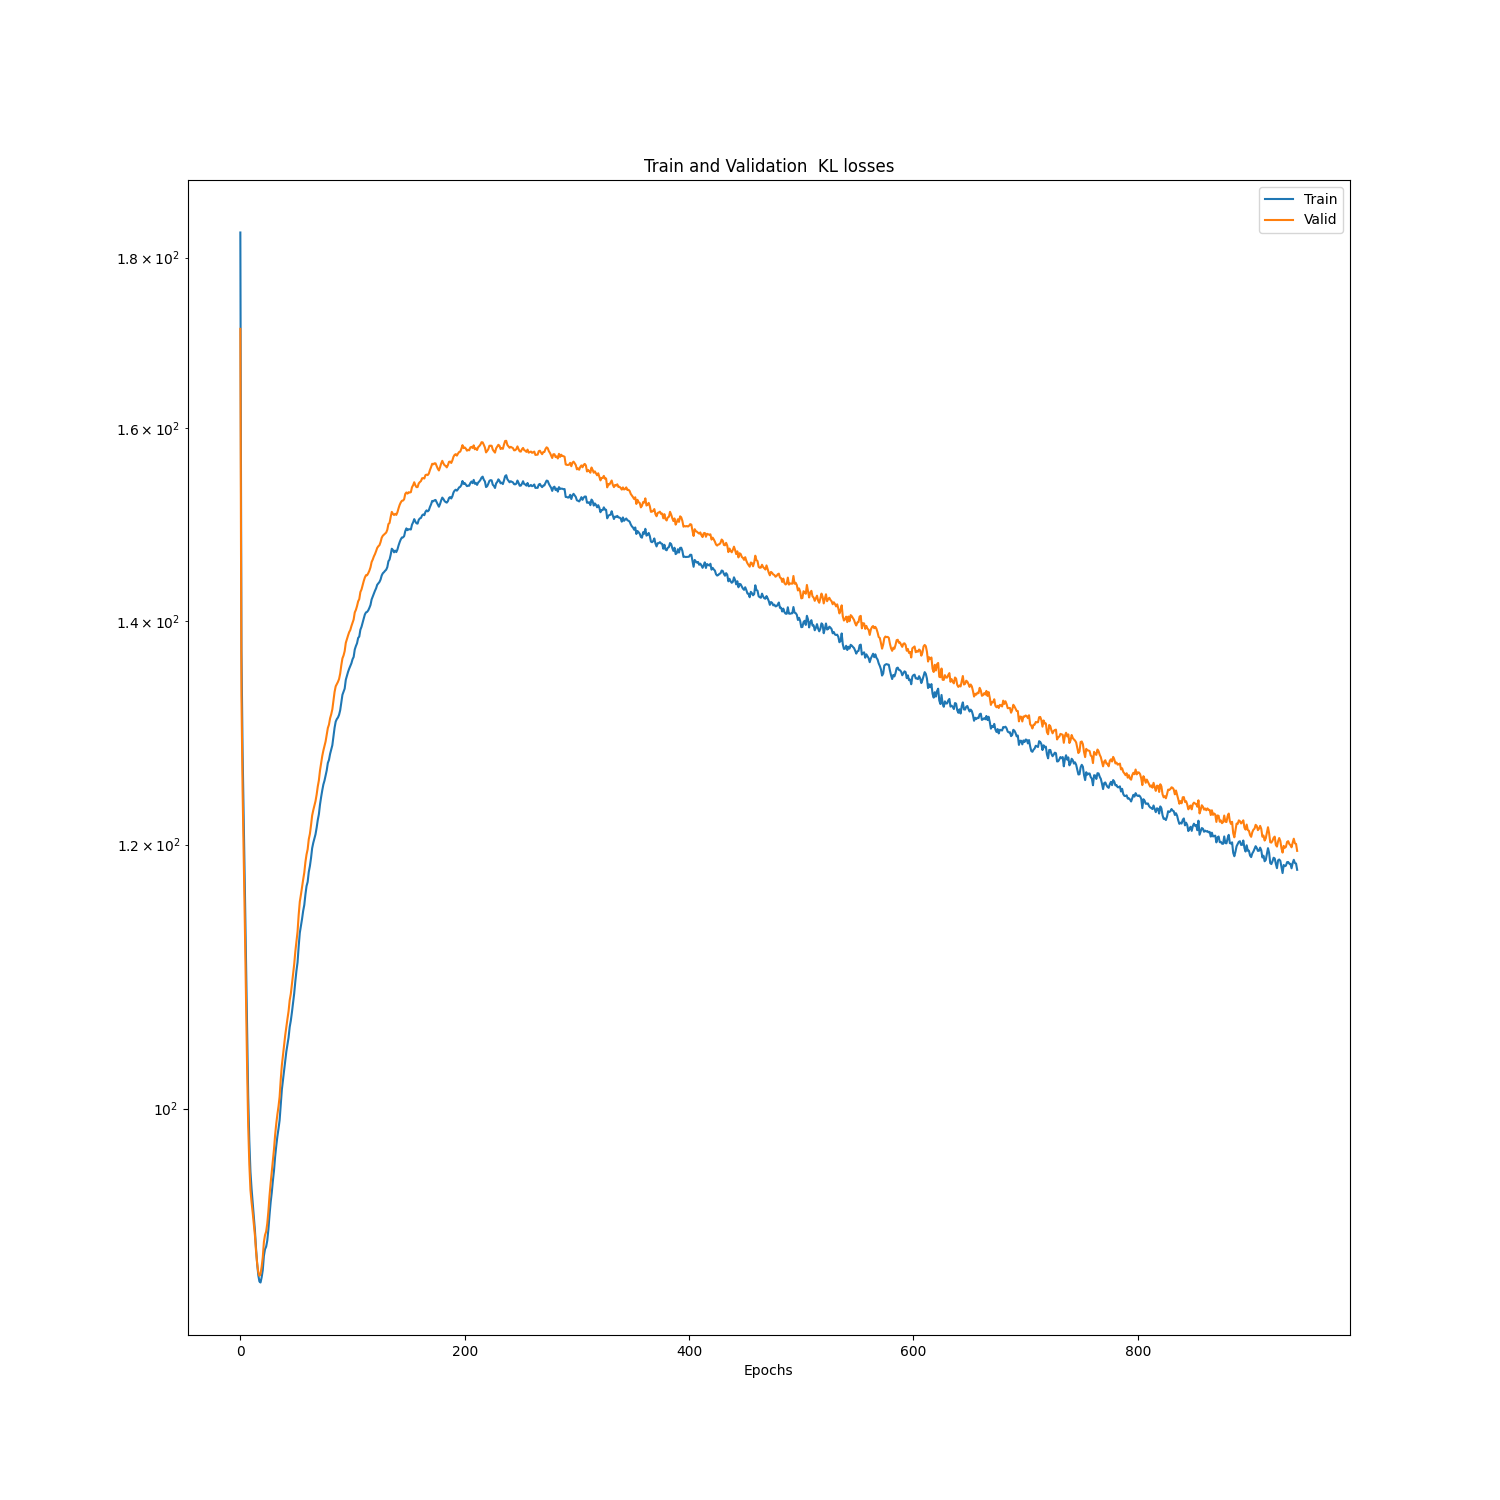 Train and Validation  KL losses
Train
Valid
1.8 × 10²
1.6 × 10²
1.4 × 10²
1.2 × 10²
10²
0 200 400 600 800
Epochs